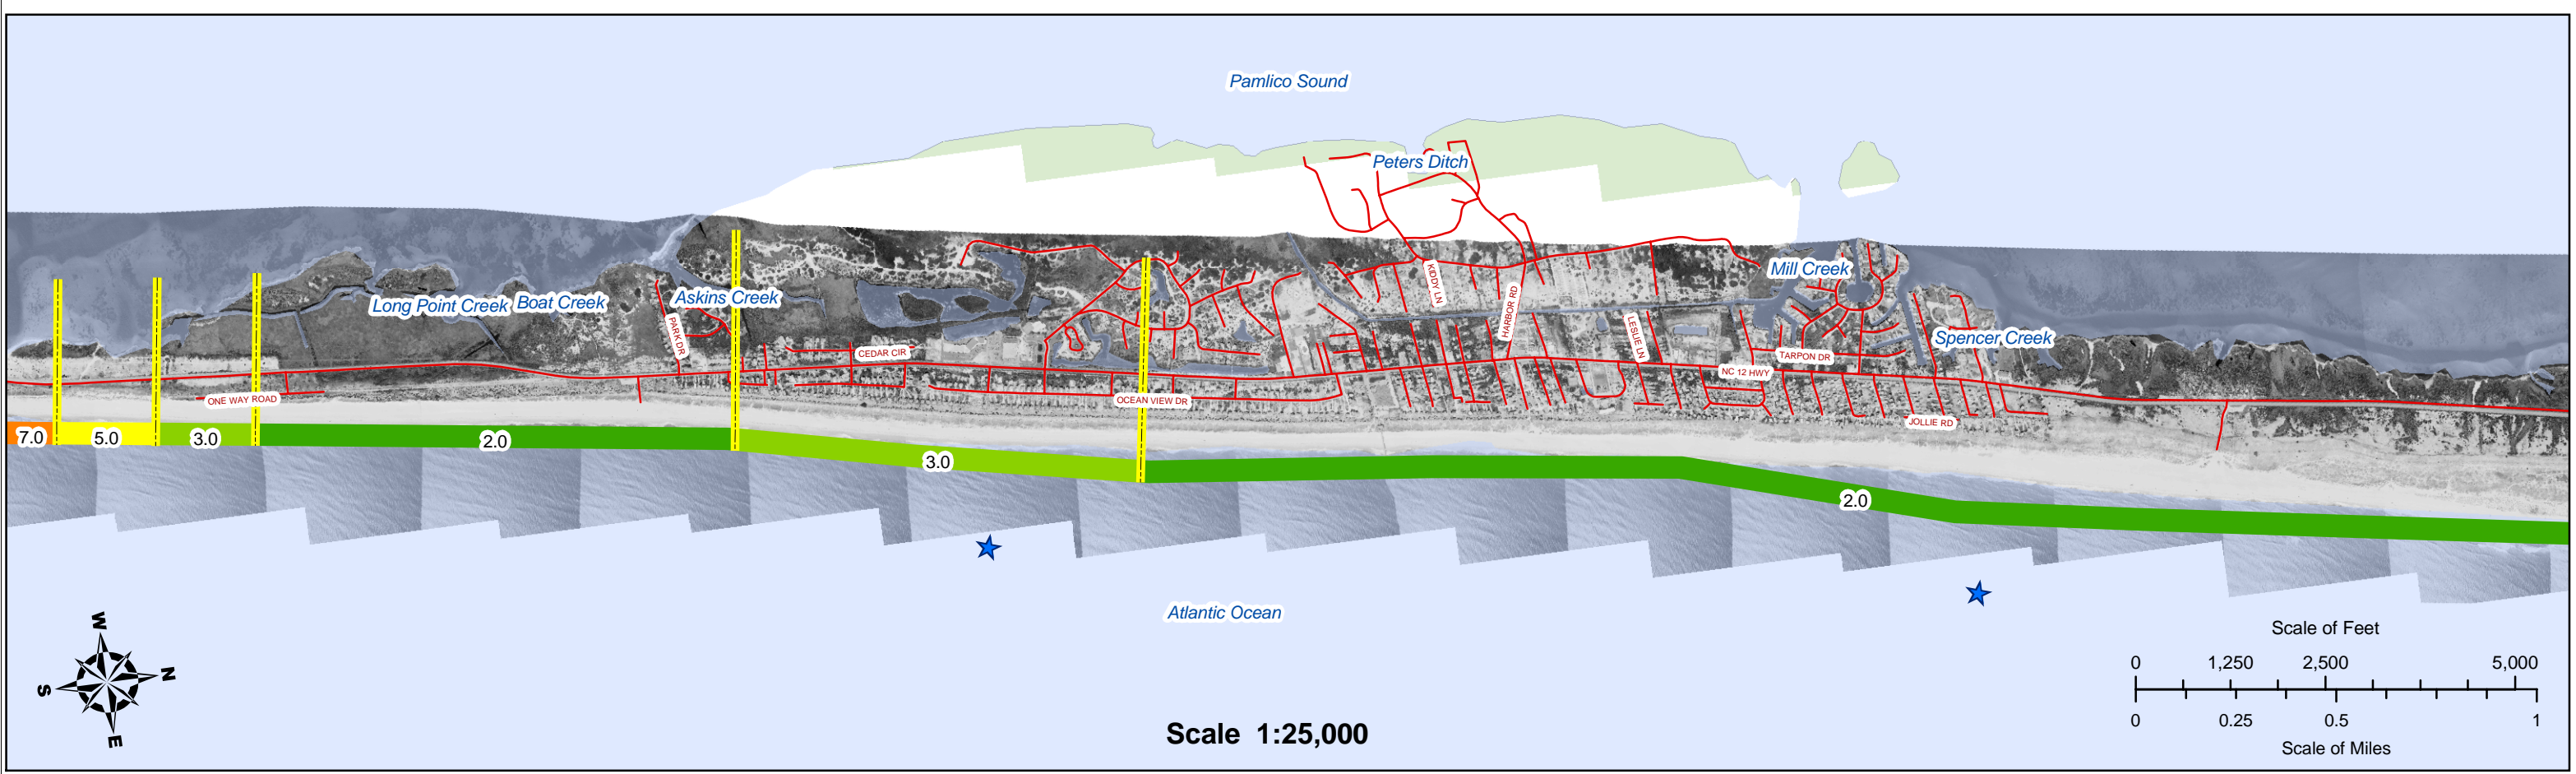 Pamlico Sound
Peters Ditch
Mill Creek
KIDDY LN
Long Point Creek
Boat Creek
Askins Creek
HARBOR RD
PARK DR
LESLIE LN
Spencer Creek
CEDAR CIR
TARPON DR
NC 12 HWY
ONE WAY ROAD
OCEAN VIEW DR
JOLLIE RD
7.0
5.0
3.0
2.0
3.0
2.0
Atlantic Ocean
W
N
S
E
Scale of Feet
0 1,250 2,500 5,000
0 0.25 0.5 1
Scale of Miles
Scale 1:25,000